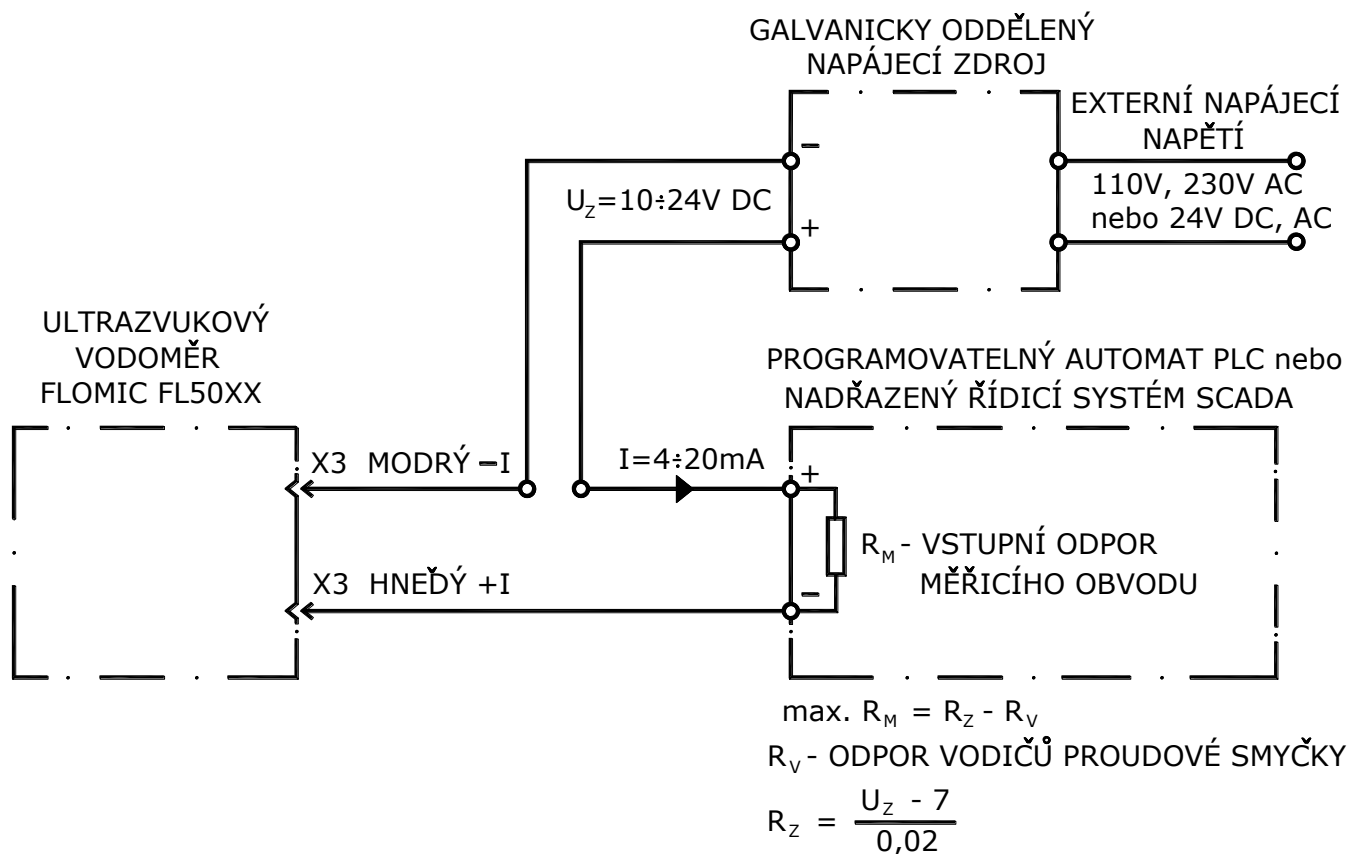 GALVANICKY ODDĚLENÝ
NAPÁJECÍ ZDROJ
EXTERNÍ NAPÁJECÍ
NAPĚTÍ
–
+
U_Z=10÷24V DC
110V, 230V AC
nebo 24V DC, AC
ULTRAZVUKOVÝ
VODOMĚR
FLOMIC FL50XX
PROGRAMOVATELNÝ AUTOMAT PLC nebo
NADŘAZENÝ ŘÍDICÍ SYSTÉM SCADA
X3 MODRÝ –I
I=4÷20mA
+
R_M - VSTUPNÍ ODPOR
MĚŘICÍHO OBVODU
X3 HNEĎÝ +I
–
max. R_M = R_Z - R_V
R_V - ODPOR VODIČŮ PROUDOVÉ SMYČKY
R_Z = U_Z - 7
0,02